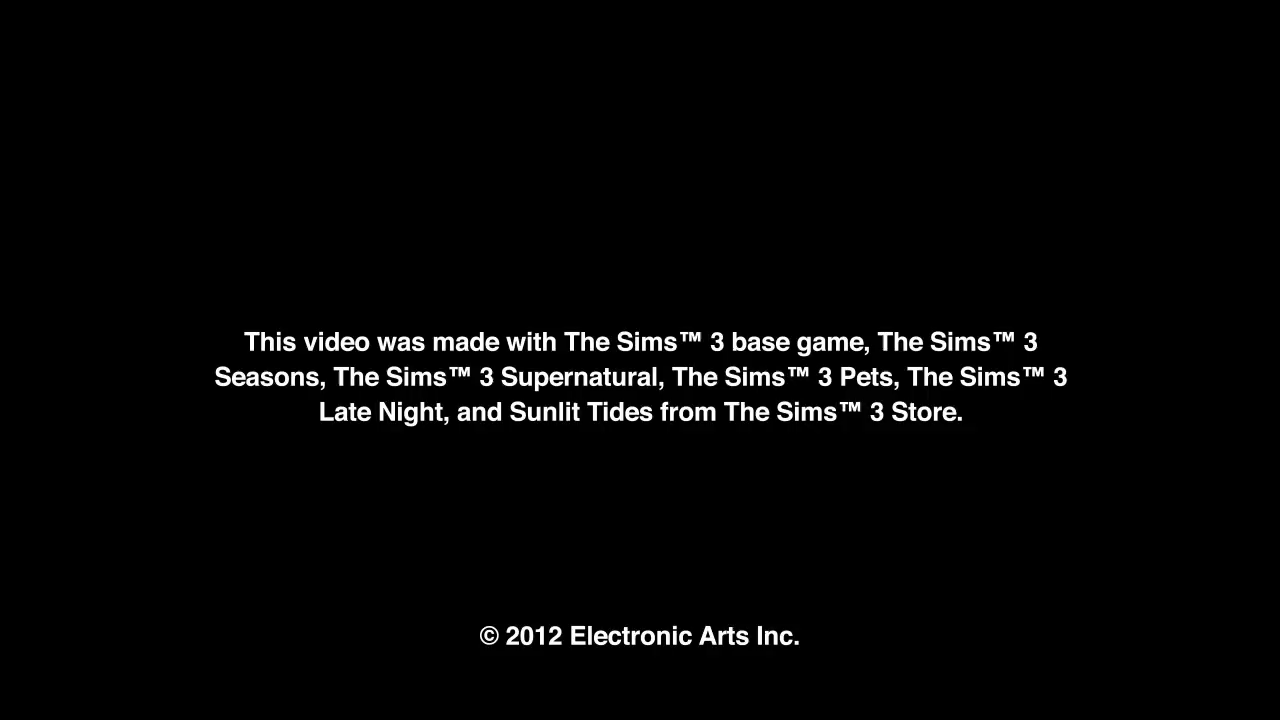 This video was made with The Sims™ 3 base game, The Sims™ 3
Seasons, The Sims™ 3 Supernatural, The Sims™ 3 Pets, The Sims™ 3
Late Night, and Sunlit Tides from The Sims™ 3 Store.
© 2012 Electronic Arts Inc.